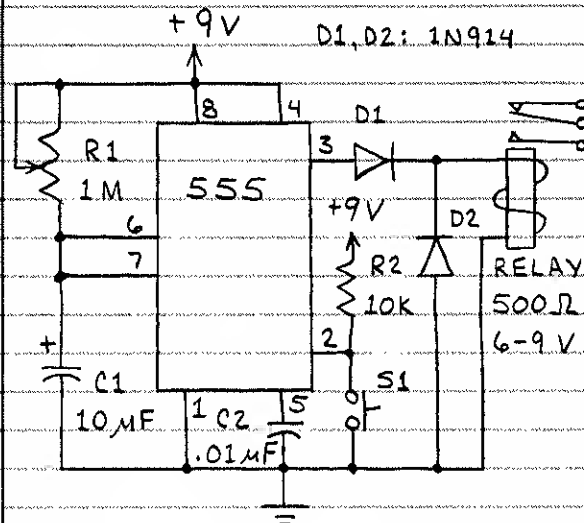 +9V
D1, D2: 1N914
8
4
R1
1M
555
3
D1
6
7
+9V
R2
10K
D2
RELAY
500Ω
6-9 V
2
S1
+
C1
10 µF
1
C2
.01µF
5